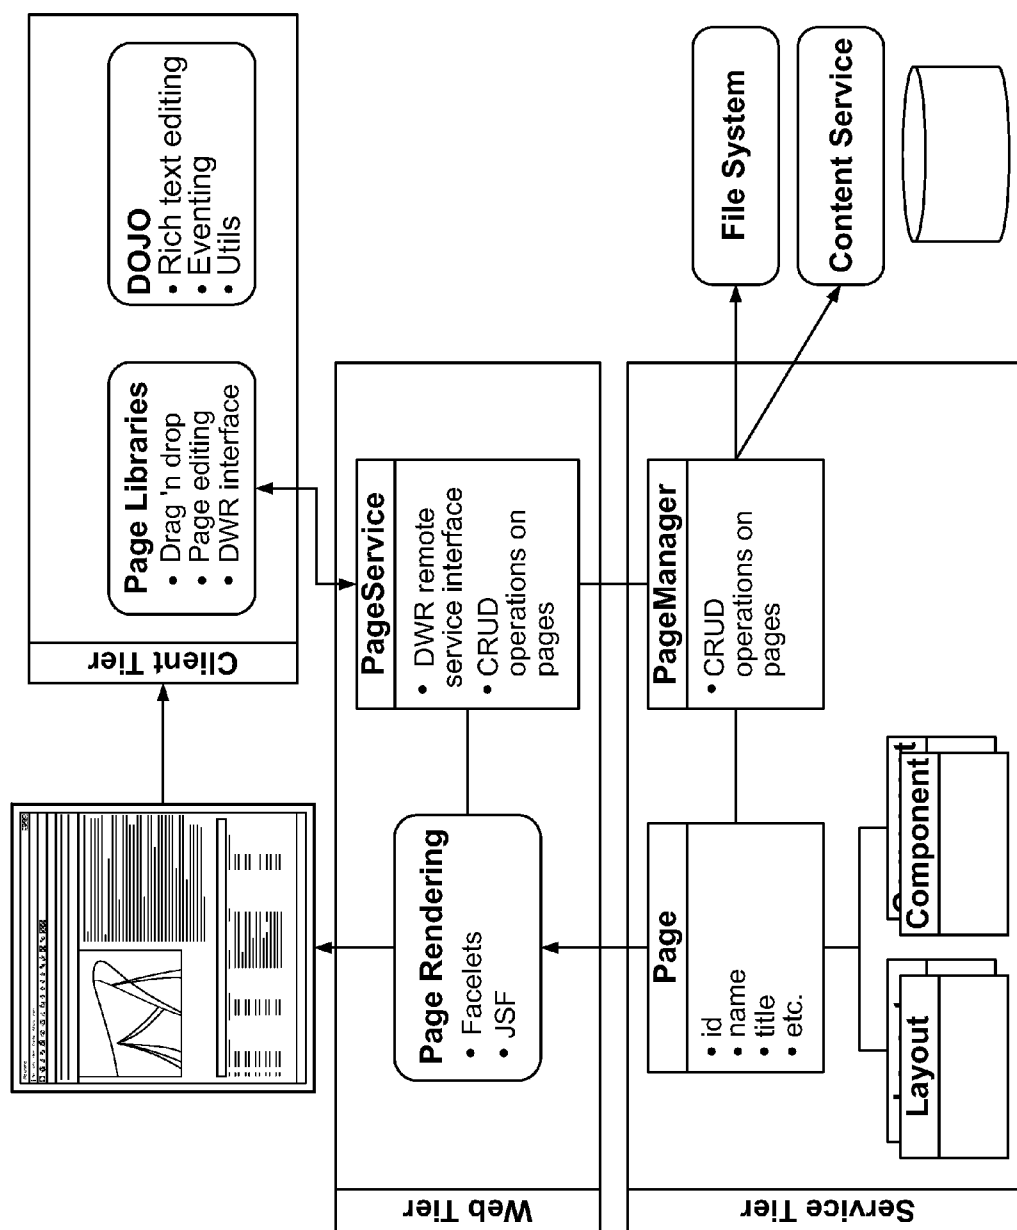 Client Tier
Page Libraries
• Drag 'n drop
• Page editing
• DWR interface
DOJO
• Rich text editing
• Eventing
• Utils
Web Tier
Page Rendering
• Facelets
• JSF
PageService
• DWR remote
service interface
• CRUD
operations on
pages
Service Tier
Page
• id
• name
• title
• etc.
PageManager
• CRUD
operations on
pages
Layout
Component
File System
Content Service